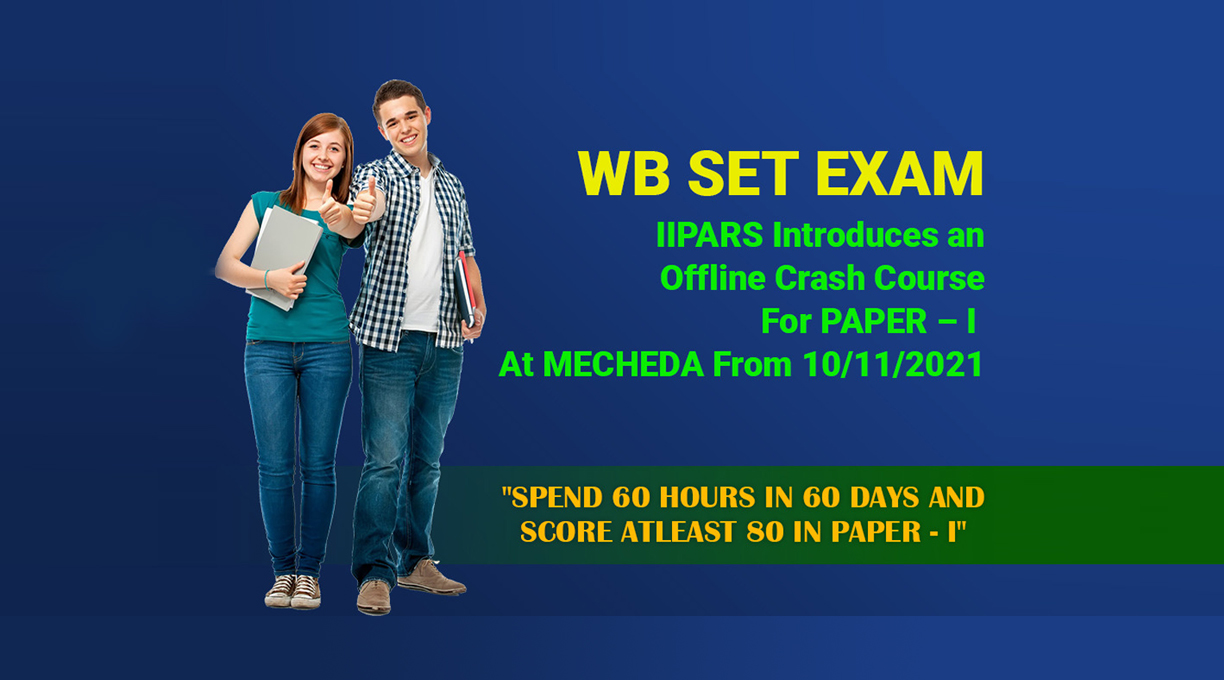 WB SET EXAM
IIPARS Introduces an
Offline Crash Course
For PAPER – I
At MECHEDA From 10/11/2021
"SPEND 60 HOURS IN 60 DAYS AND
SCORE ATLEAST 80 IN PAPER - I"